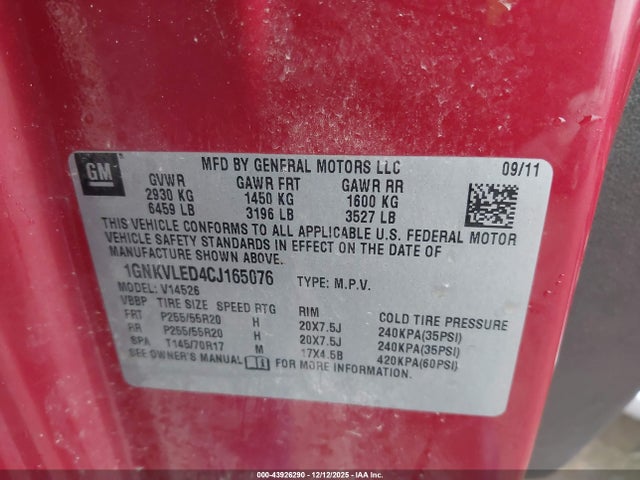 GM
MFD BY GENERAL MOTORS LLC 09/11
GVWR GAWR FRT GAWR RR
2930 KG 1450 KG 1600 KG
6459 LB 3196 LB 3527 LB
THIS VEHICLE CONFORMS TO ALL APPLICABLE U.S. FEDERAL MOTOR
VEHICLE SAFETY STANDARDS IN EFFECT ON THE DATE OF
MANUFACTURE SHOWN ABOVE.
1GNKVLED4CJ165076 TYPE: M.P.V.
MODEL: V14526
VBBP TIRE SIZE SPEED RTG RIM COLD TIRE PRESSURE
FRT P255/55R20 H 20X7.5J 240KPA(35PSI)
RR P255/55R20 H 20X7.5J 240KPA(35PSI)
SPA T145/70R17 M 17X4.5B 420KPA(60PSI)
SEE OWNER'S MANUAL FOR MORE INFORMATION.
000-43926290 - 12/12/2025 - IAAI.COM